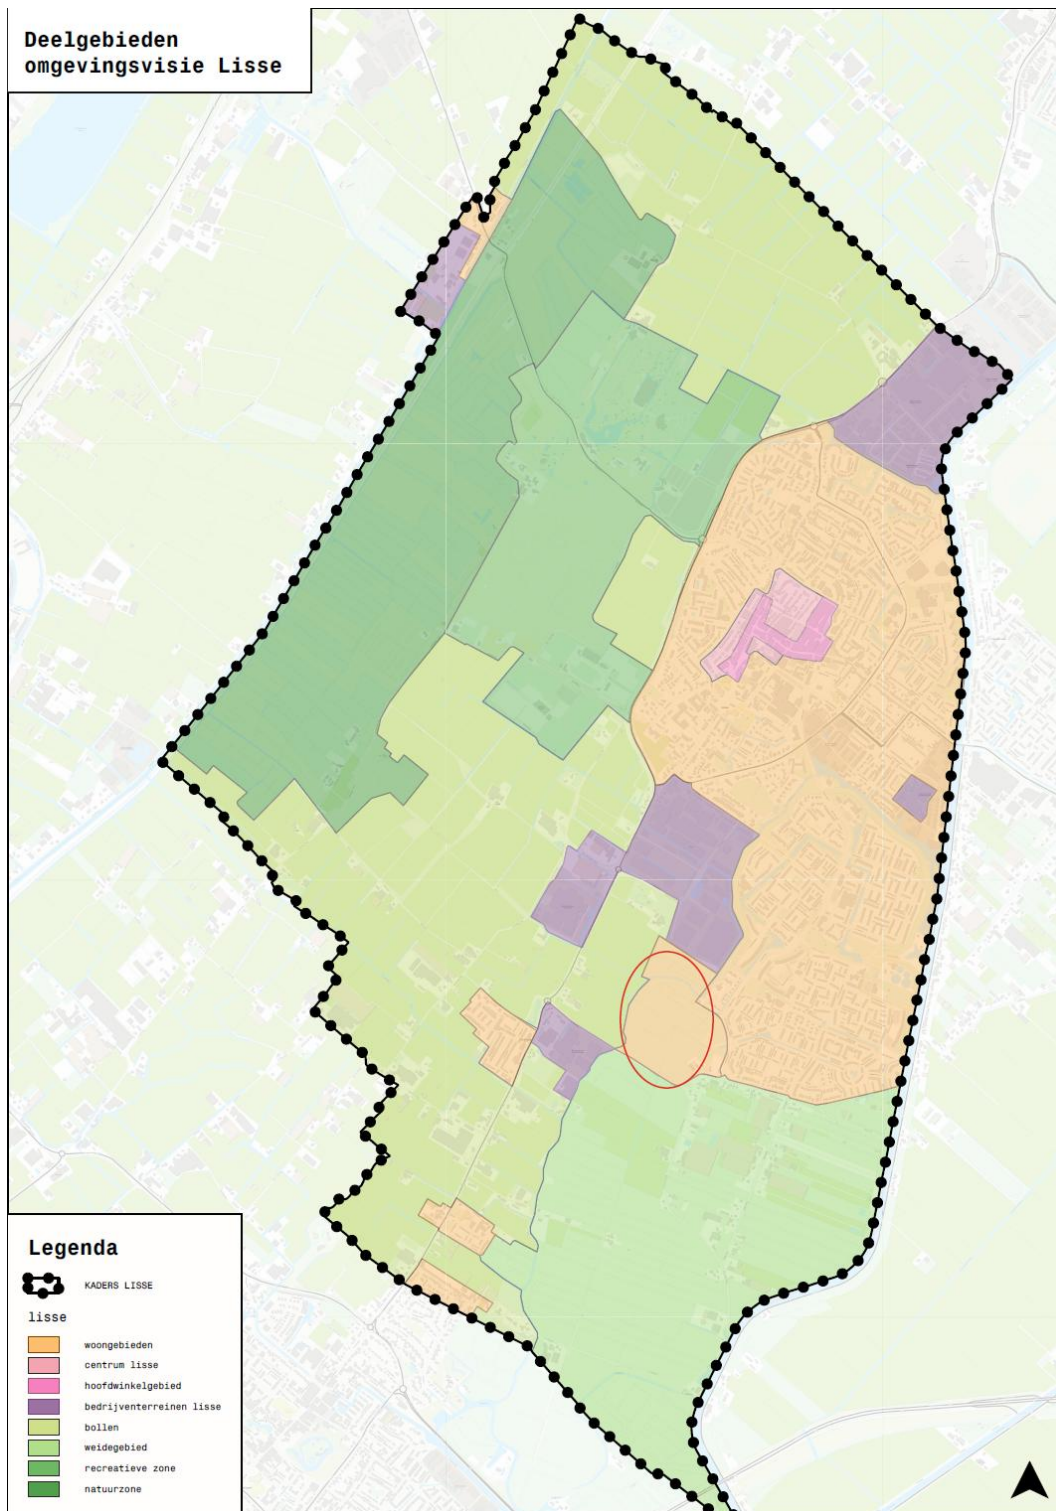 Deelgebieden
omgevingsvisie Lisse
Legenda
KADERS LISSE
lisse
woongebieden
centrum lisse
hoofdwinkelgebied
bedrijventerreinen lisse
bollen
weidegebied
recreatieve zone
natuurzone